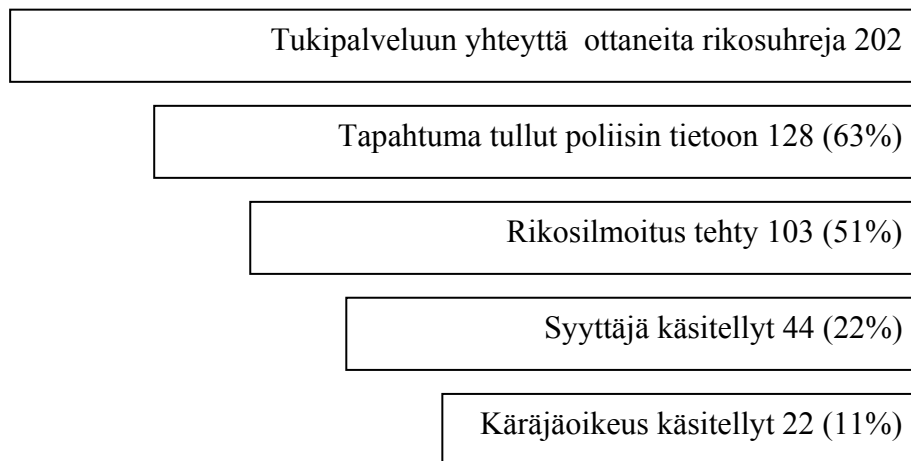 Tukipalveluun yhteyttä ottaneita rikosuhreja 202
Tapahtuma tullut poliisin tietoon 128 (63%)
Rikosilmoitus tehty 103 (51%)
Syyttäjä käsitellyt 44 (22%)
Käräjäoikeus käsitellyt 22 (11%)